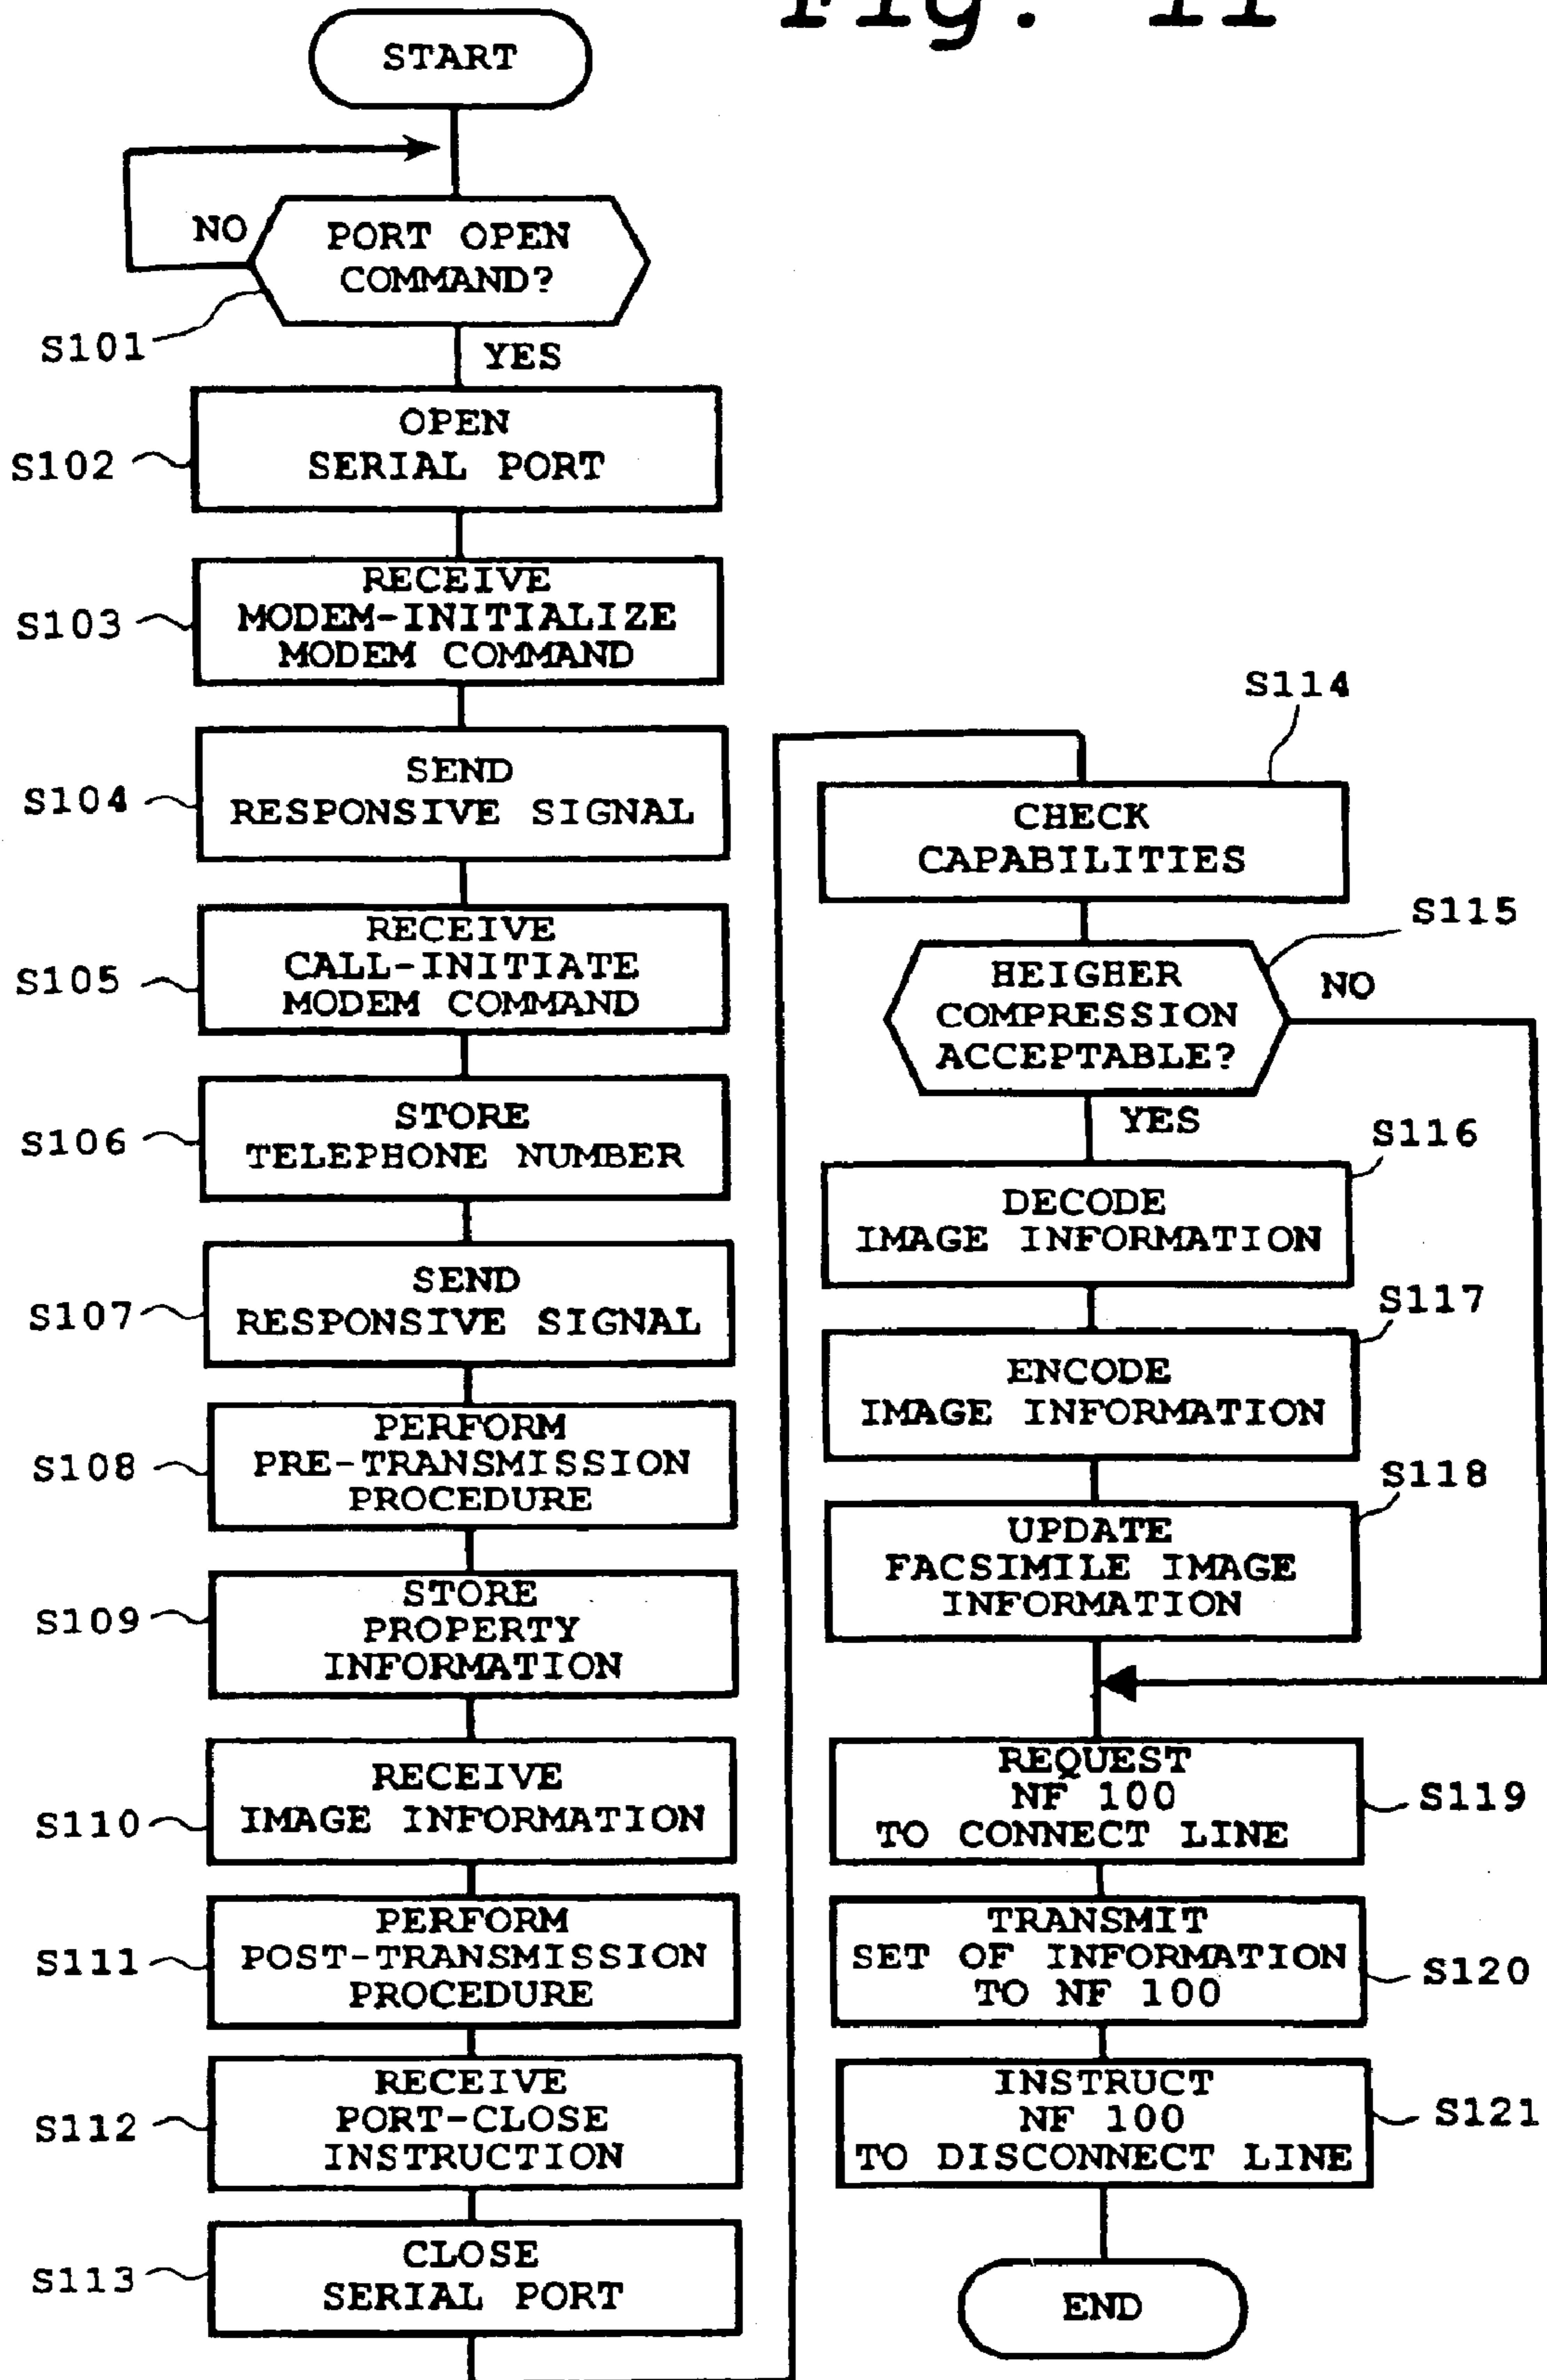 Fig. 11
START
NO
PORT OPEN
COMMAND?
S101
YES
OPEN
SERIAL PORT
S102
RECEIVE
MODEM-INITIALIZE
MODEM COMMAND
S103
SEND
RESPONSIVE SIGNAL
S104
RECEIVE
CALL-INITIATE
MODEM COMMAND
S105
STORE
TELEPHONE NUMBER
S106
SEND
RESPONSIVE SIGNAL
S107
PERFORM
PRE-TRANSMISSION
PROCEDURE
S108
STORE
PROPERTY
INFORMATION
S109
RECEIVE
IMAGE INFORMATION
S110
PERFORM
POST-TRANSMISSION
PROCEDURE
S111
RECEIVE
PORT-CLOSE
INSTRUCTION
S112
CLOSE
SERIAL PORT
S113
S114
CHECK
CAPABILITIES
S115
HEIGHER
COMPRESSION
ACCEPTABLE?
NO
YES
S116
DECODE
IMAGE INFORMATION
S117
ENCODE
IMAGE INFORMATION
S118
UPDATE
FACSIMILE IMAGE
INFORMATION
REQUEST
NF 100
TO CONNECT LINE
S119
TRANSMIT
SET OF INFORMATION
TO NF 100
S120
INSTRUCT
NF 100
TO DISCONNECT LINE
S121
END